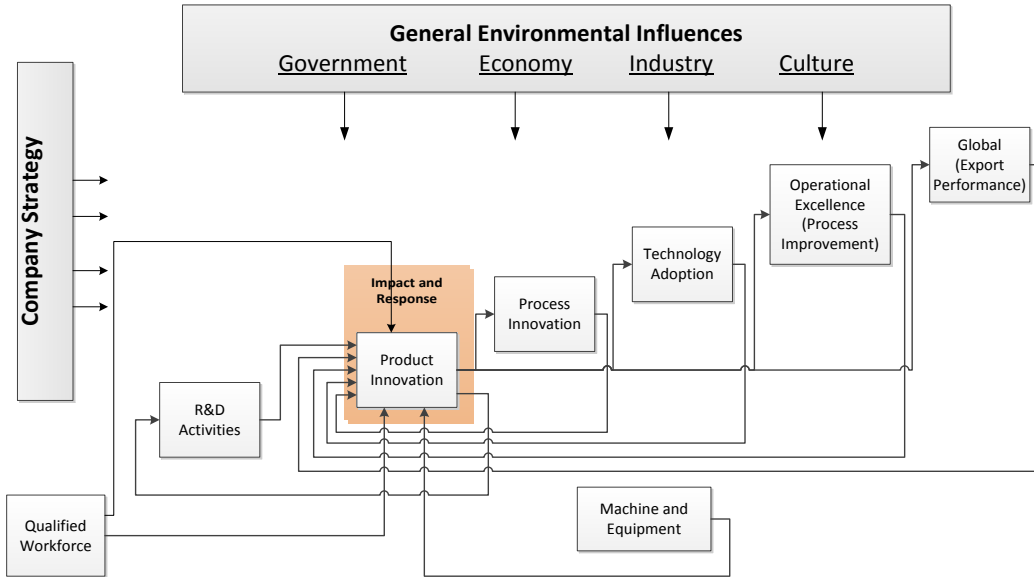 General Environmental Influences
Government Economy Industry Culture
Company Strategy
Global
(Export
Performance)
Operational
Excellence
(Process
Improvement)
Technology
Adoption
Impact and
Response
Process
Innovation
Product
Innovation
R&D
Activities
Qualified
Workforce
Machine and
Equipment